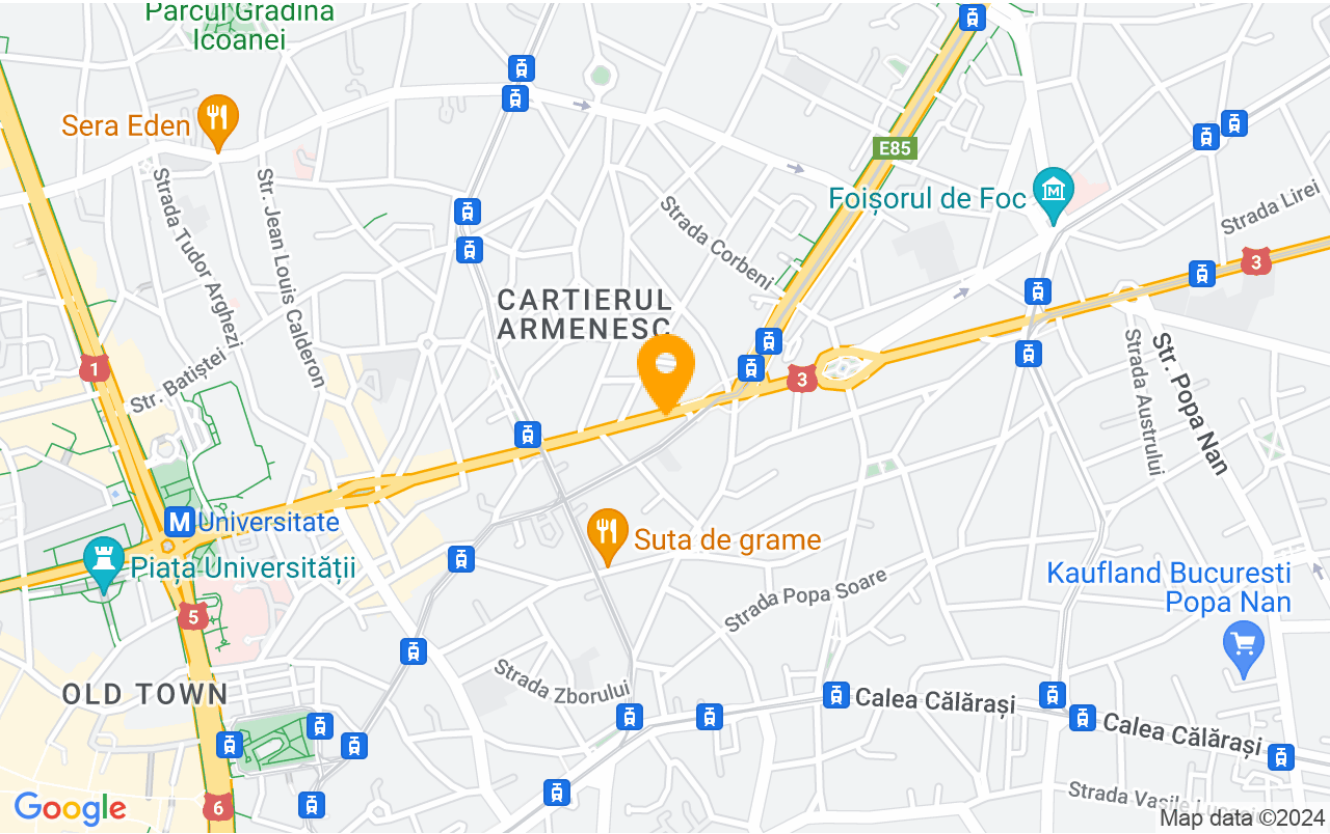 Parcul Gradina
Icoanei
Sera Eden
Strada Tudor Arghezi
Str. Jean Louis Calderon
E85
Foișorul de Foc
Strada Lirei
Strada Corbeni
3
CARTIERUL
ARMENESC
1
Str. Batiștei
3
Strada Austrului
Str. Popa Nan
M
Universitate
Suta de grame
Piața Universității
Kaufland Bucuresti
Popa Nan
Strada Popa Soare
5
OLD TOWN
Strada Zborului
Calea Călărași
Calea Călărași
Google
6
Strada Vasile
Map data ©2024